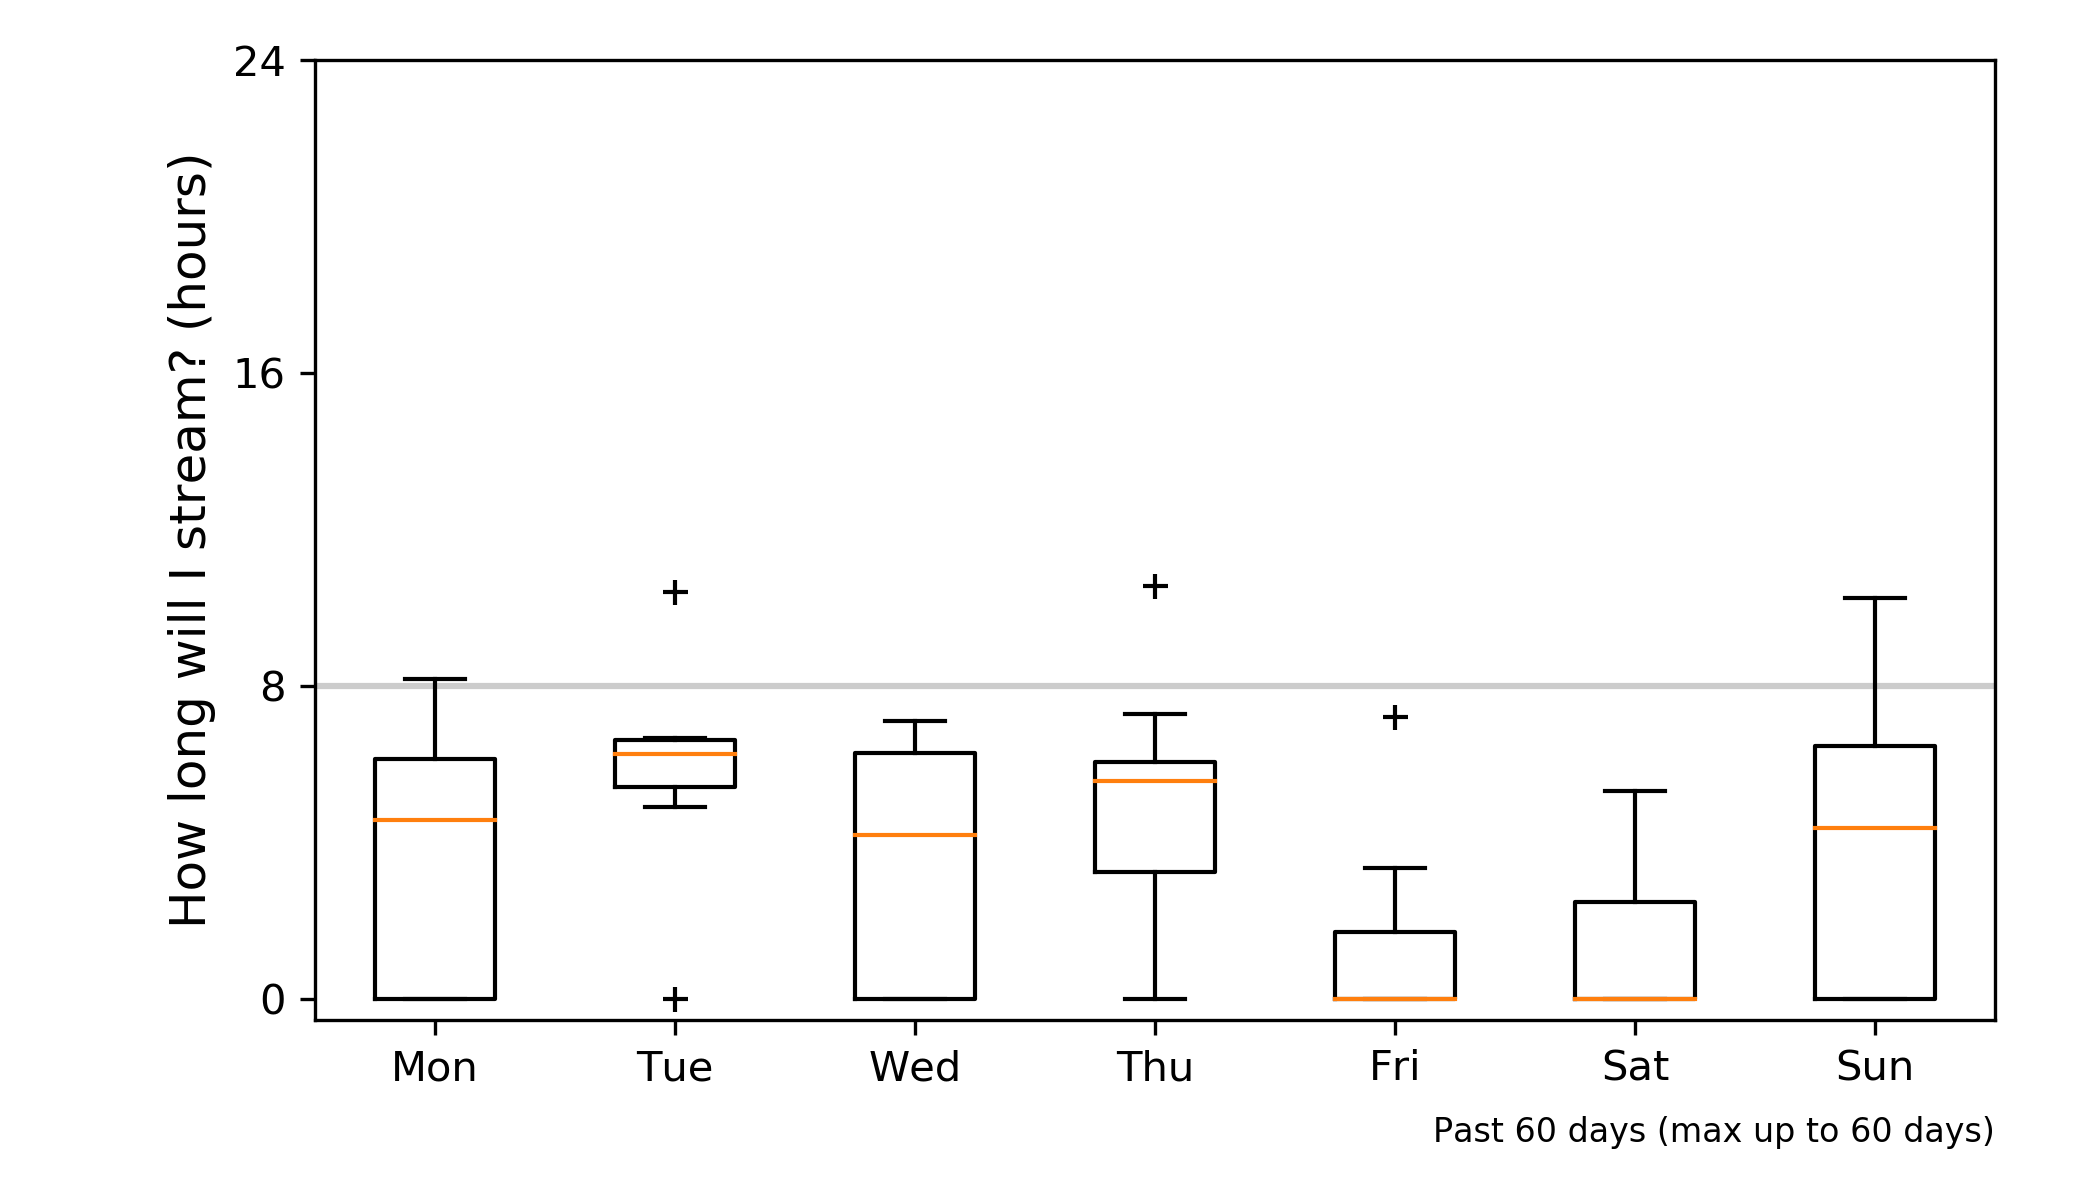 How long will I stream? (hours)
24
16
8
0
Mon Tue Wed Thu Fri Sat Sun
Past 60 days (max up to 60 days)